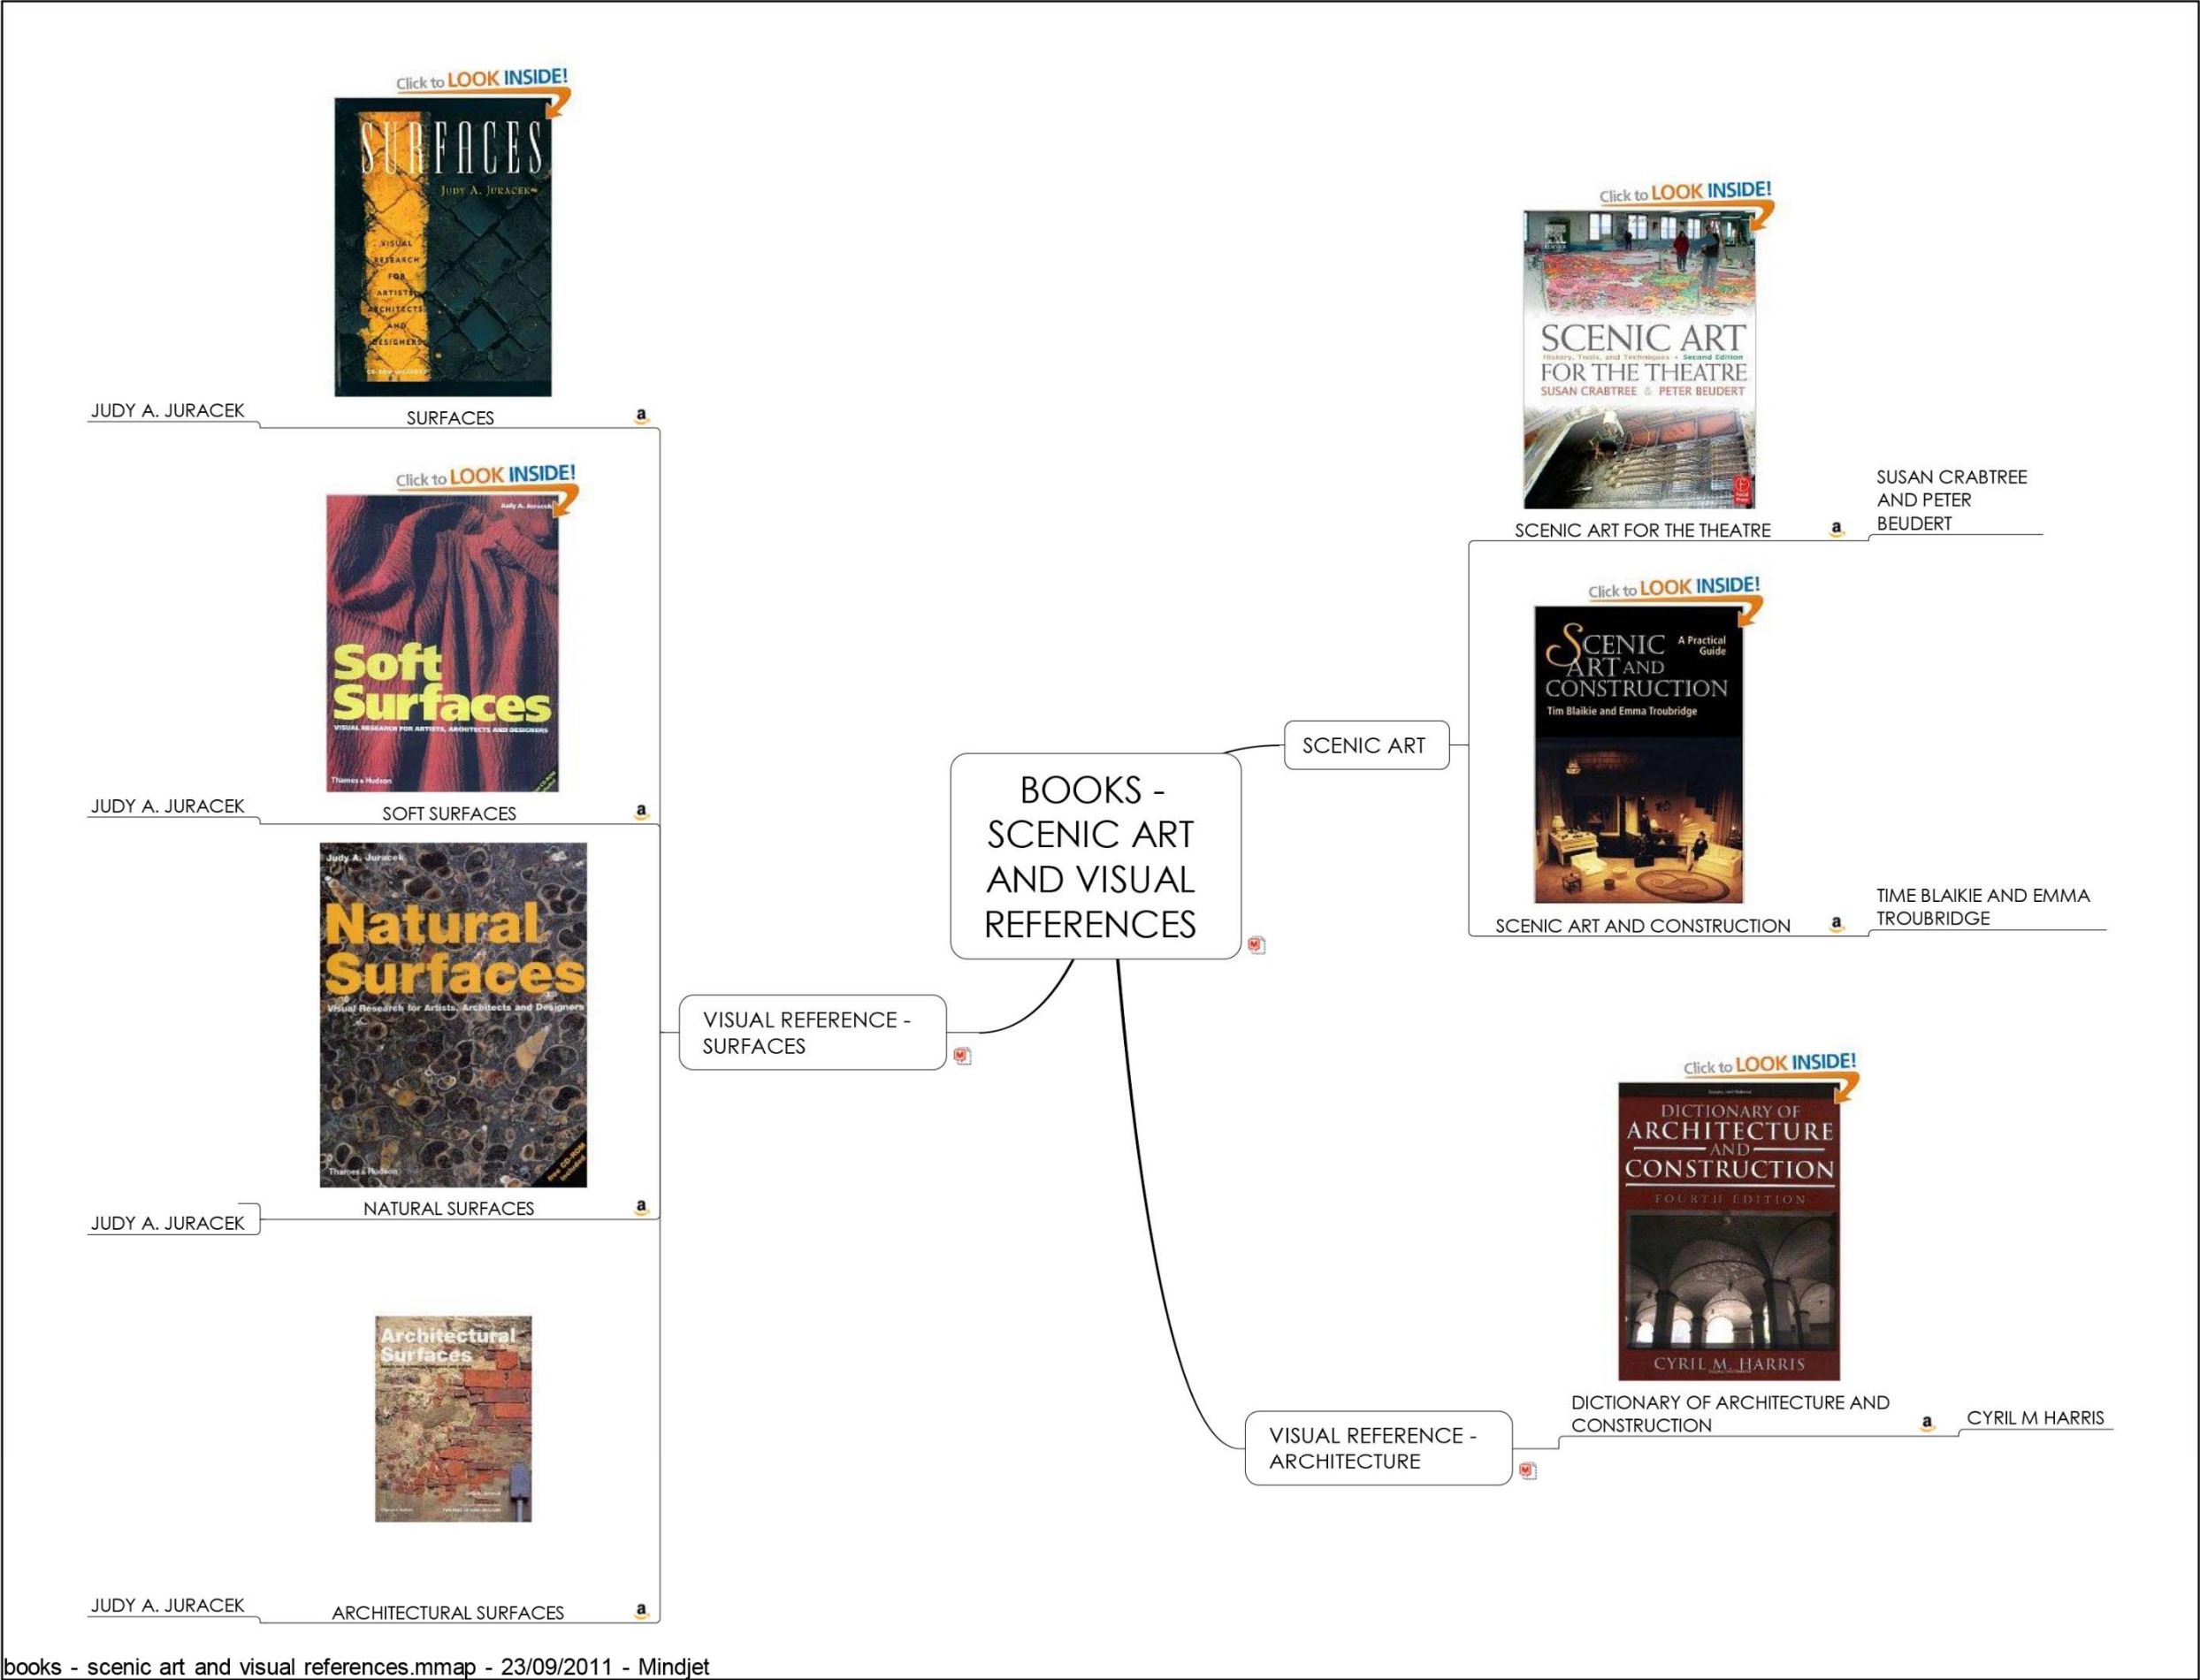 Click to LOOK INSIDE!
SURFACES
JUDY A. JURACEK
VISUAL
RESEARCH
FOR
ARTISTS
ARCHITECTS
AND
DESIGNERS
JUDY A. JURACEK
SURFACES
a
Click to LOOK INSIDE!
Judy A. Juracek
Soft
Surfaces
VISUAL RESEARCH FOR ARTISTS, ARCHITECTS AND DESIGNERS
Thames & Hudson
JUDY A. JURACEK
SOFT SURFACES
a
Judy A. Juracek
Natural
Surfaces
Visual Research for Artists, Architects and Designers
Thames & Hudson
free CD-ROM
included
JUDY A. JURACEK
NATURAL SURFACES
a
Architectural
Surfaces
JUDY A. JURACEK
ARCHITECTURAL SURFACES
a
VISUAL REFERENCE -
SURFACES
BOOKS -
SCENIC ART
AND VISUAL
REFERENCES
SCENIC ART
Click to LOOK INSIDE!
SCENIC ART
History, Tools, and Techniques • Second Edition
FOR THE THEATRE
SUSAN CRABTREE & PETER BEUDERT
Focal
Press
SCENIC ART FOR THE THEATRE
a
SUSAN CRABTREE
AND PETER
BEUDERT
Click to LOOK INSIDE!
SCENIC
ART AND
CONSTRUCTION
A Practical
Guide
Tim Blaikie and Emma Troubridge
SCENIC ART AND CONSTRUCTION
a
TIME BLAIKIE AND EMMA
TROUBRIDGE
VISUAL REFERENCE -
ARCHITECTURE
Click to LOOK INSIDE!
DICTIONARY OF
ARCHITECTURE
AND
CONSTRUCTION
FOURTH EDITION
CYRIL M. HARRIS
DICTIONARY OF ARCHITECTURE AND
CONSTRUCTION
a
CYRIL M HARRIS
books - scenic art and visual references.mmap - 23/09/2011 - Mindjet